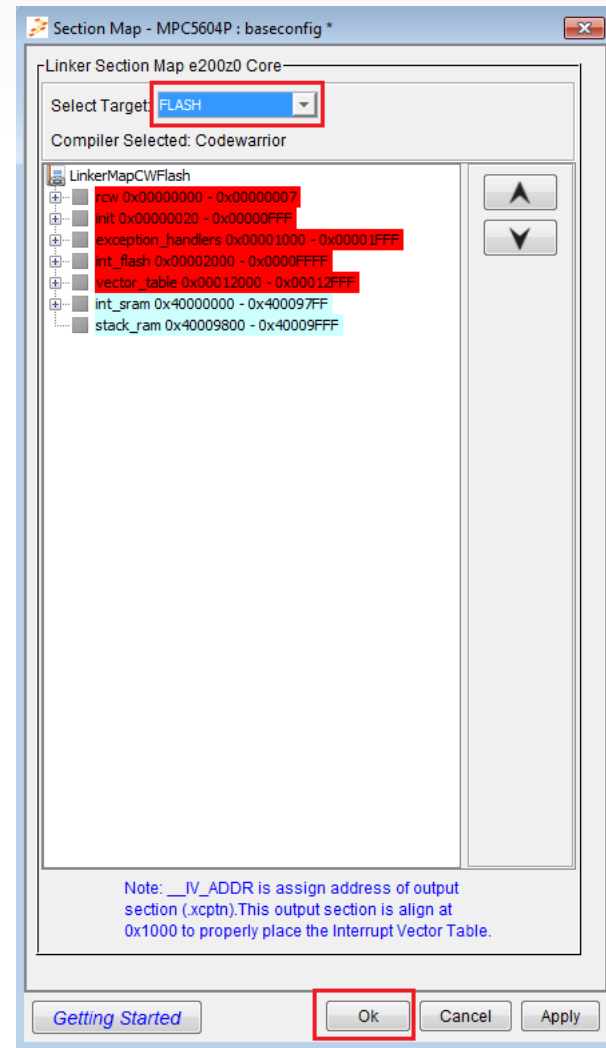 Section Map - MPC5604P : baseconfig *
Linker Section Map e200z0 Core
Select Target: FLASH
Compiler Selected: Codewarrior
LinkerMapCWFlash
rcw 0x00000000 - 0x00000007
init 0x00000020 - 0x00000FFF
exception_handlers 0x00001000 - 0x00001FFF
int_flash 0x00002000 - 0x0000FFFF
vector_table 0x00012000 - 0x00012FFF
int_sram 0x40000000 - 0x400097FF
stack_ram 0x40009800 - 0x40009FFF
Note: __IV_ADDR is assign address of output
section (.xcptn).This output section is align at
0x1000 to properly place the Interrupt Vector Table.
Getting Started Ok Cancel Apply